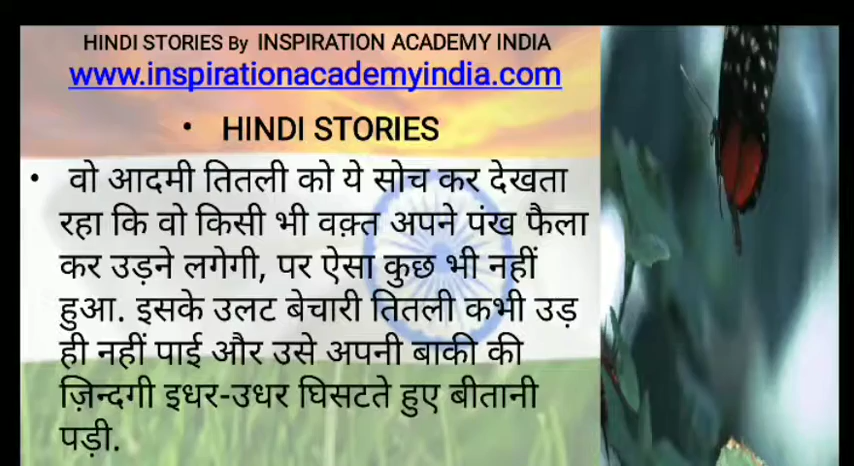 HINDI STORIES By INSPIRATION ACADEMY INDIA
www.inspirationacademyindia.com
• HINDI STORIES
• वो आदमी तितली को ये सोच कर देखता
रहा कि वो किसी भी वक़्त अपने पंख फैला
कर उड़ने लगेगी, पर ऐसा कुछ भी नहीं
हुआ. इसके उलट बेचारी तितली कभी उड़
ही नहीं पाई और उसे अपनी बाकी की
ज़िन्दगी इधर-उधर घिसटते हुए बीतानी
पड़ी.